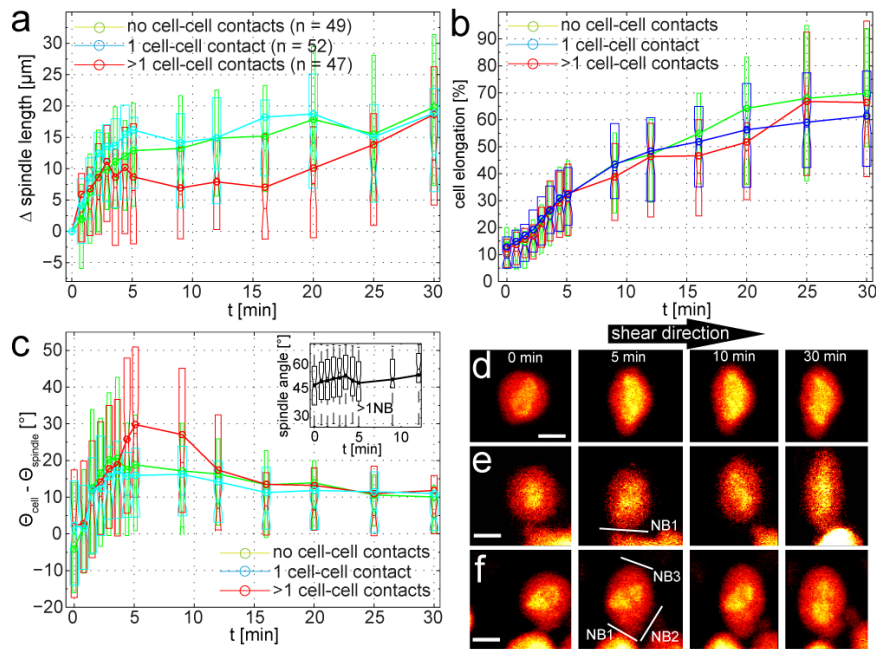 a
no cell-cell contacts (n = 49)
1 cell-cell contact (n = 52)
>1 cell-cell contacts (n = 47)
Δ spindle length [µm]
35
30
25
20
15
10
5
0
−5
0 5 10 15 20 25 30
t [min]
b
no cell-cell contacts
1 cell-cell contact
>1 cell-cell contacts
cell elongation [%]
90
80
70
60
50
40
30
20
10
0
0 5 10 15 20 25 30
t [min]
c
Θcell - Θspindle [°]
50
40
30
20
10
0
−10
−20
0 5 10 15 20 25 30
t [min]
no cell-cell contacts
1 cell-cell contact
>1 cell-cell contacts
spindle angle [°]
60
45
30
>1NB
0 5 10
t [min]
shear direction
d
0 min 5 min 10 min 30 min
e
NB1
f
NB3
NB1
NB2